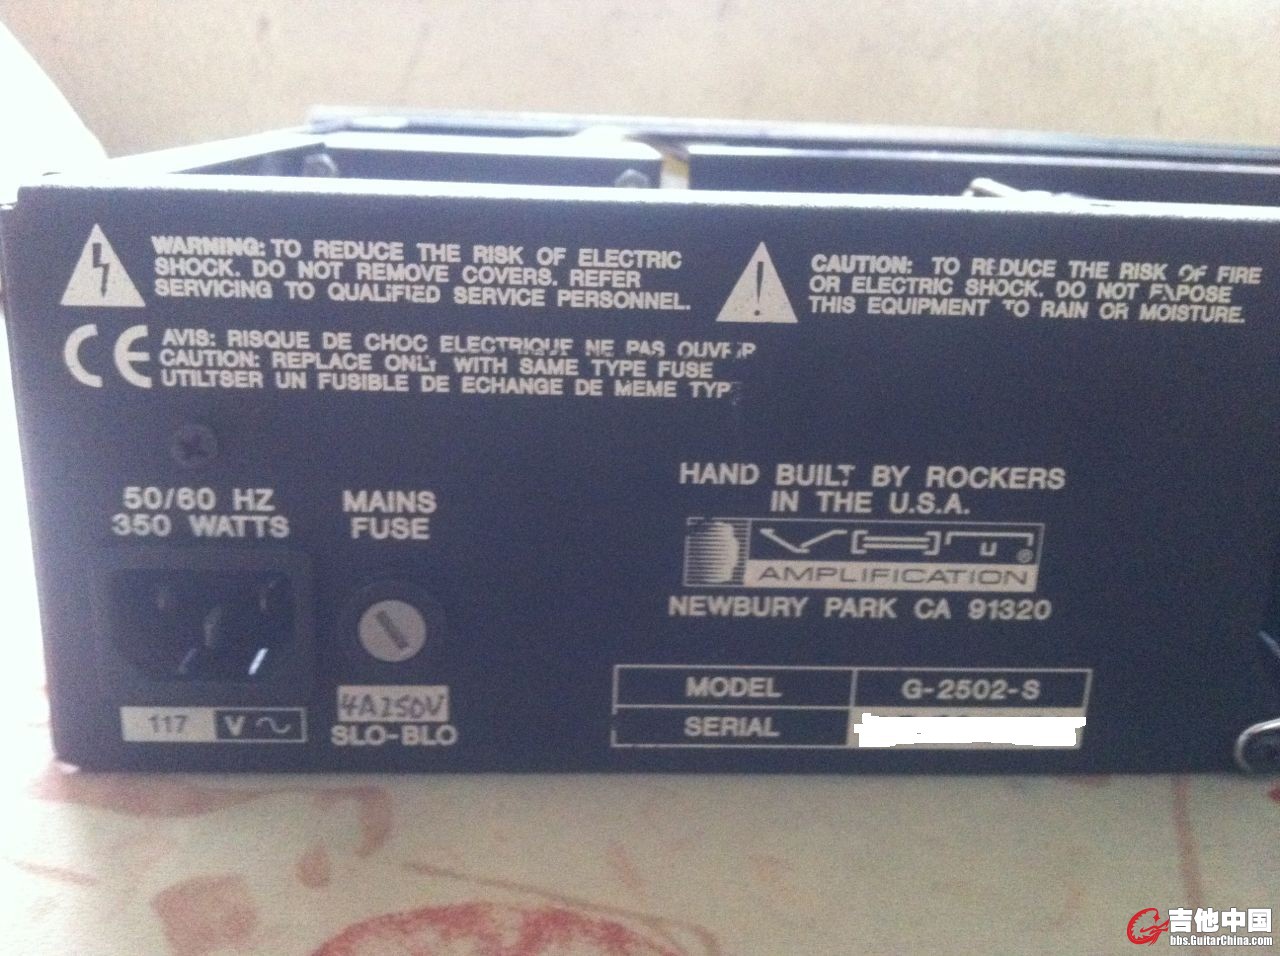 WARNING: TO REDUCE THE RISK OF ELECTRIC
SHOCK. DO NOT REMOVE COVERS. REFER
SERVICING TO QUALIFIED SERVICE PERSONNEL.
CAUTION: TO REDUCE THE RISK OF FIRE
OR ELECTRIC SHOCK. DO NOT EXPOSE
THIS EQUIPMENT TO RAIN OR MOISTURE.
CE
AVIS: RISQUE DE CHOC ELECTRIQUE NE PAS OUVRIR
CAUTION: REPLACE ONLY WITH SAME TYPE FUSE
UTILTSER UN FUSIBLE DE ECHANGE DE MEME TYPE
50/60 HZ
350 WATTS
MAINS
FUSE
117 V ~
4A250V
SLO-BLO
HAND BUILT BY ROCKERS
IN THE U.S.A.
VHT ®
AMPLIFICATION
NEWBURY PARK CA 91320
MODEL G-2502-S
SERIAL
吉他中国
bbs.GuitarChina.com